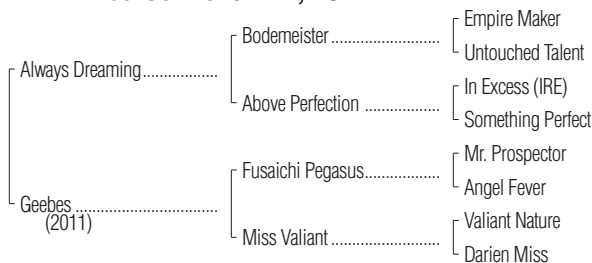 Empire Maker
Bodemeister
Untouched Talent
Always Dreaming
In Excess (IRE)
Above Perfection
Something Perfect
Mr. Prospector
Fusaichi Pegasus
Angel Fever
Geebes
(2011)
Valiant Nature
Miss Valiant
Darien Miss